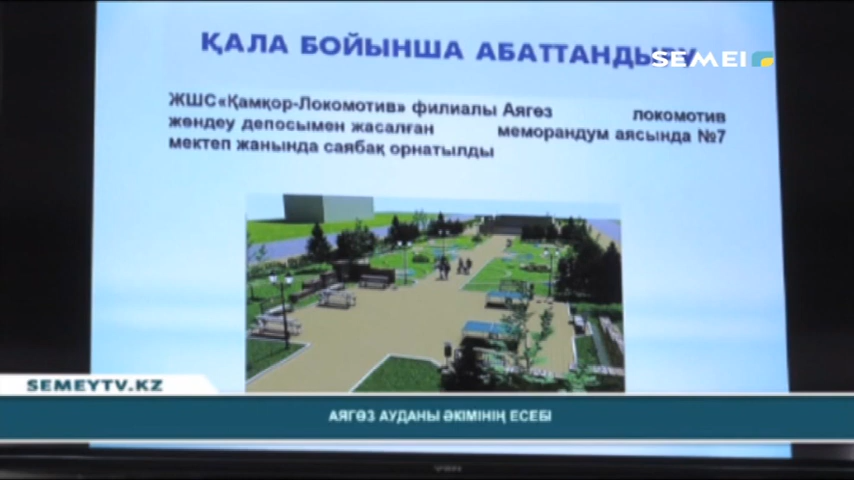 ҚАЛА БОЙЫНША АБАТТАНДЫРУ
SEMEI
ЖШС«Қамқор-Локомотив» филиалы Аягөз локомотив
жөндеу депосымен жасалған меморандум аясында №7
мектеп жанында саябақ орнатылды
SEMEYTV.KZ
АЯГӨЗ АУДАНЫ ӘКІМІНІҢ ЕСЕБІ